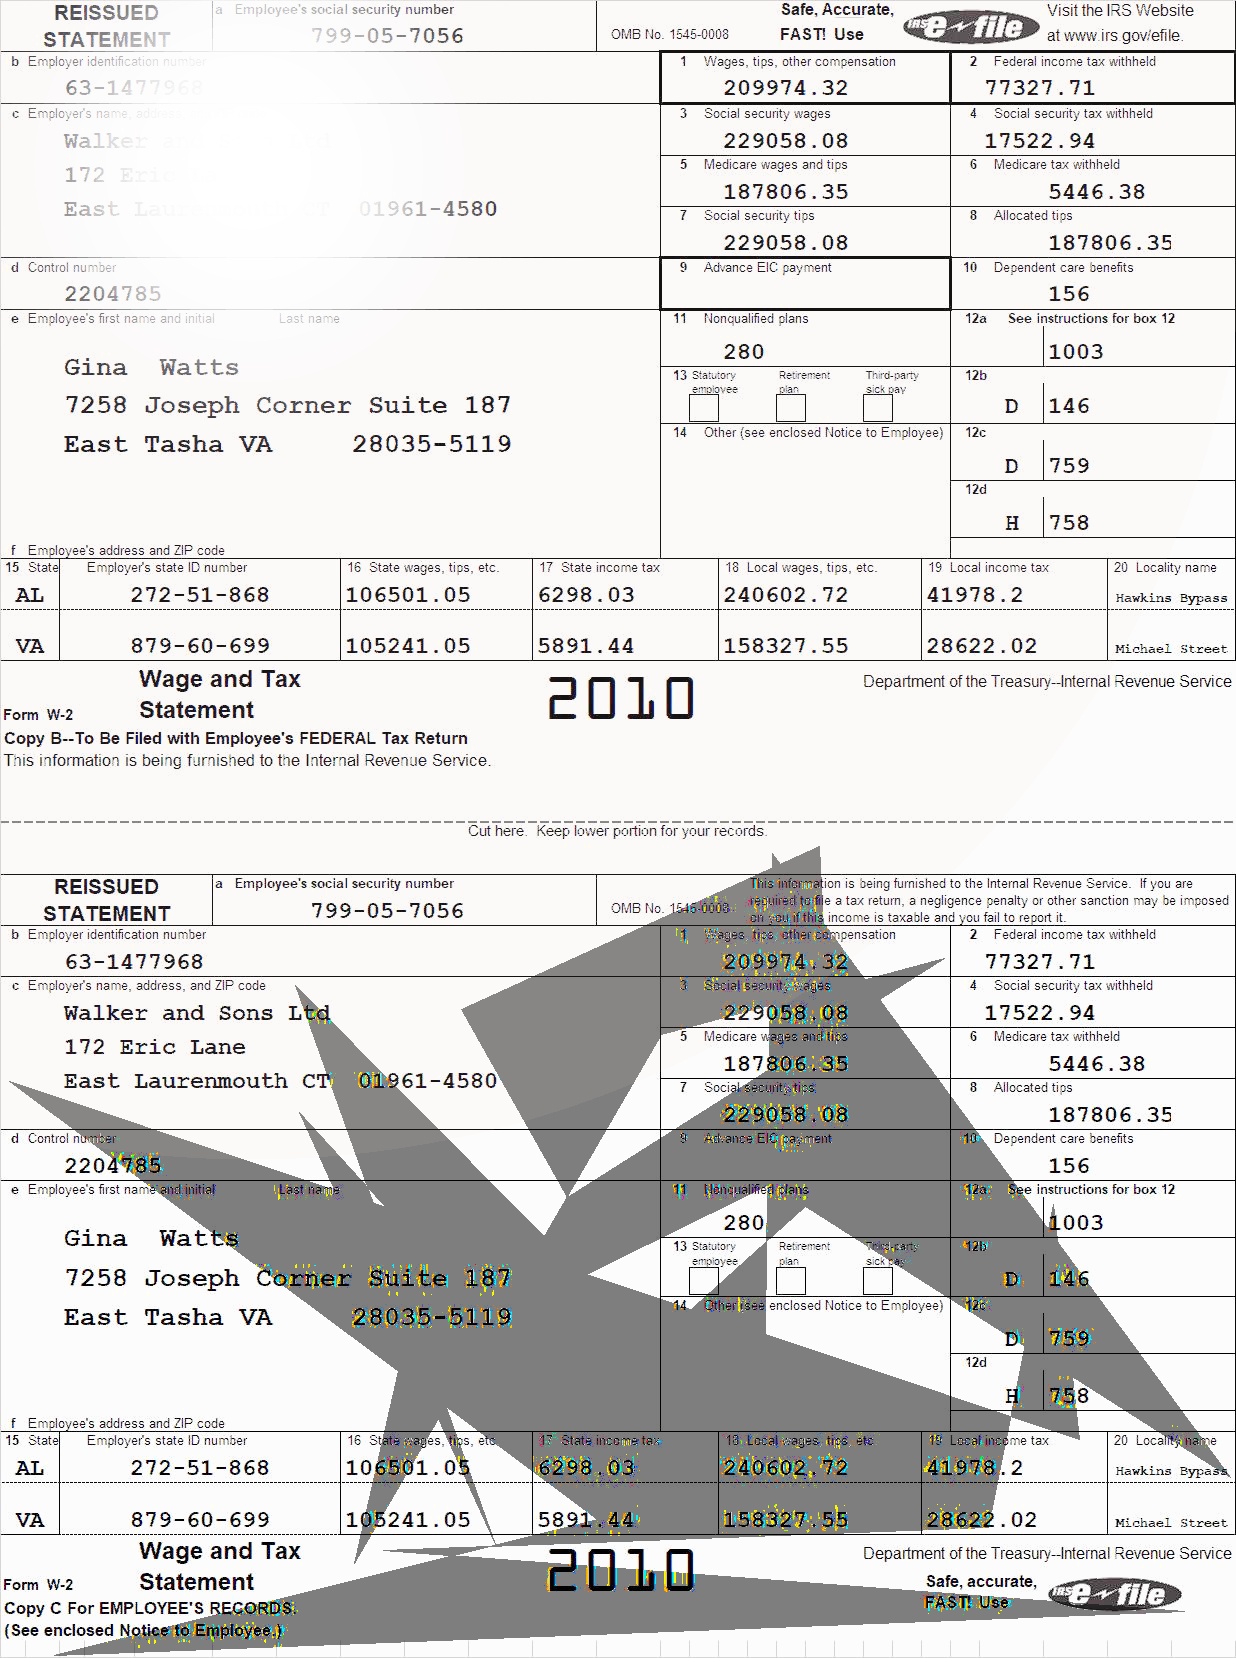 REISSUED STATEMENT
a Employee's social security number
799-05-7056
OMB No. 1545-0008
Safe, Accurate, FAST! Use
IRS e-file
Visit the IRS Website at www.irs.gov/efile.
b Employer identification number
63-1477968
1 Wages, tips, other compensation
209974.32
2 Federal income tax withheld
77327.71
c Employer's name, address
Walker
172 Eric
East Lauren CT 01961-4580
3 Social security wages
229058.08
4 Social security tax withheld
17522.94
5 Medicare wages and tips
187806.35
6 Medicare tax withheld
5446.38
7 Social security tips
229058.08
8 Allocated tips
187806.35
d Control number
2204785
9 Advance EIC payment
10 Dependent care benefits
156
e Employee's first name and initial Last name
Gina Watts
7258 Joseph Corner Suite 187
East Tasha VA 28035-5119
11 Nonqualified plans
280
12a See instructions for box 12
1003
13 Statutory employee Retirement plan Third-party sick pay
12b
D 146
14 Other (see enclosed Notice to Employee)
12c
D 759
12d
H 758
f Employee's address and ZIP code
15 State Employer's state ID number 16 State wages, tips, etc. 17 State income tax 18 Local wages, tips, etc. 19 Local income tax 20 Locality name
AL 272-51-868 106501.05 6298.03 240602.72 41978.2 Hawkins Bypass
VA 879-60-699 105241.05 5891.44 158327.55 28622.02 Michael Street
Form W-2 Wage and Tax Statement
2010
Department of the Treasury--Internal Revenue Service
Copy B--To Be Filed with Employee's FEDERAL Tax Return
This information is being furnished to the Internal Revenue Service.
Cut here. Keep lower portion for your records.
REISSUED STATEMENT
a Employee's social security number
799-05-7056
OMB No. 1545-0008
This information is being furnished to the Internal Revenue Service. If you are
required to file a tax return, a negligence penalty or other sanction may be imposed
on you if this income is taxable and you fail to report it.
b Employer identification number
63-1477968
1 Wages, tips, other compensation
209974.32
2 Federal income tax withheld
77327.71
c Employer's name, address, and ZIP code
Walker and Sons Ltd
172 Eric Lane
East Laurenmouth CT 01961-4580
3 Social security wages
229058.08
4 Social security tax withheld
17522.94
5 Medicare wages and tips
187806.35
6 Medicare tax withheld
5446.38
7 Social security tips
229058.08
8 Allocated tips
187806.35
d Control number
2204785
9 Advance EIC payment
10 Dependent care benefits
156
e Employee's first name and initial Last name
Gina Watts
7258 Joseph Corner Suite 187
East Tasha VA 28035-5119
11 Nonqualified plans
280
12a See instructions for box 12
1003
13 Statutory employee Retirement plan Third-party sick pay
12b
D 146
14 Other (see enclosed Notice to Employee)
12c
D 759
12d
H 758
f Employee's address and ZIP code
15 State Employer's state ID number 16 State wages, tips, etc. 17 State income tax 18 Local wages, tips, etc. 19 Local income tax 20 Locality name
AL 272-51-868 106501.05 6298.03 240602.72 41978.2 Hawkins Bypass
VA 879-60-699 105241.05 5891.44 158327.55 28622.02 Michael Street
Form W-2 Wage and Tax Statement
2010
Department of the Treasury--Internal Revenue Service
Safe, accurate, FAST! Use
IRS e-file
Copy C For EMPLOYEE'S RECORDS.
(See enclosed Notice to Employee.)